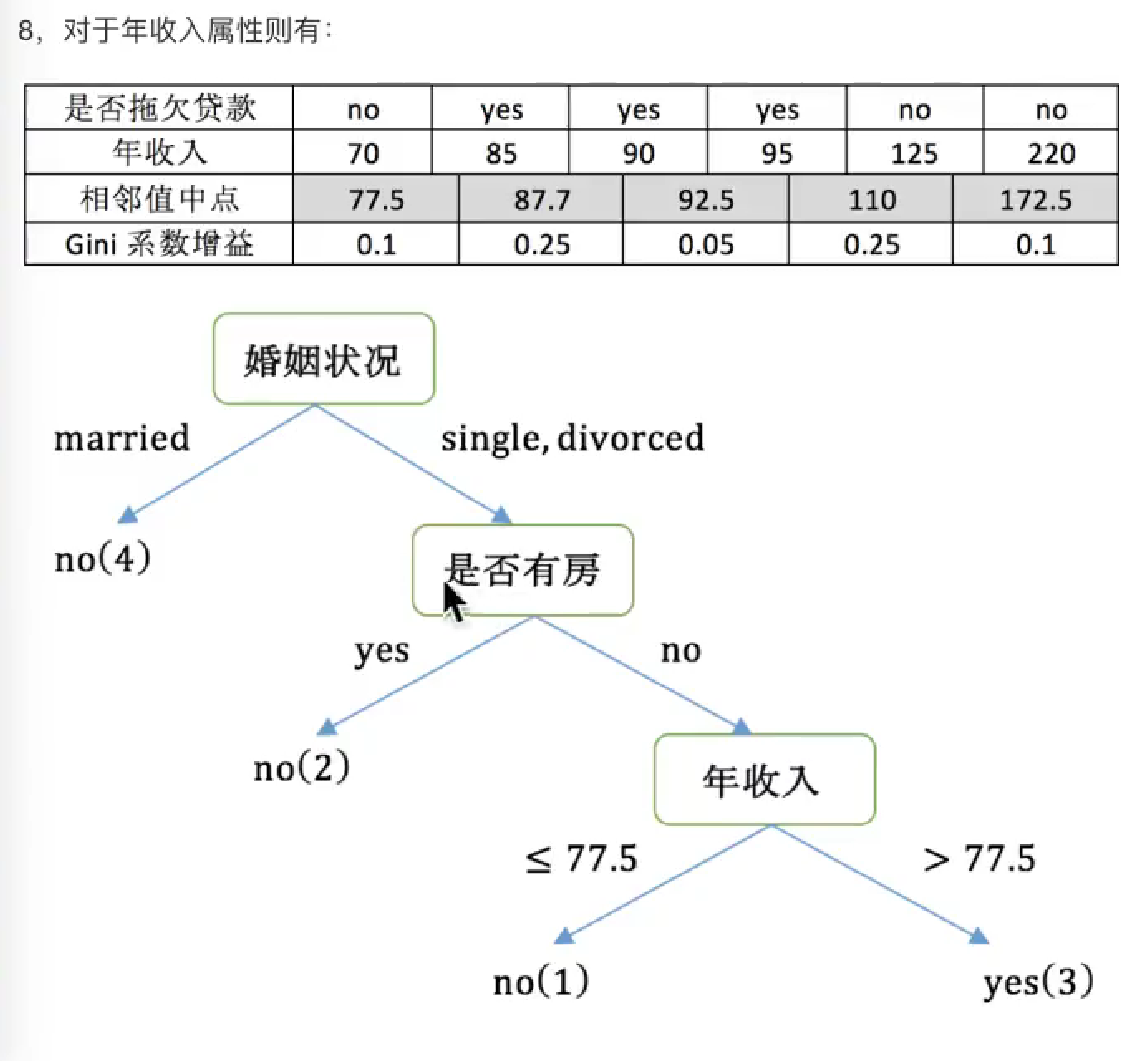 8，对于年收入属性则有：
是否拖欠贷款 no yes yes yes no no
年收入 70 85 90 95 125 220
相邻值中点 77.5 87.7 92.5 110 172.5
Gini 系数增益 0.1 0.25 0.05 0.25 0.1
婚姻状况
married single, divorced
no(4)
是否有房
yes no
no(2)
年收入
≤ 77.5 > 77.5
no(1) yes(3)